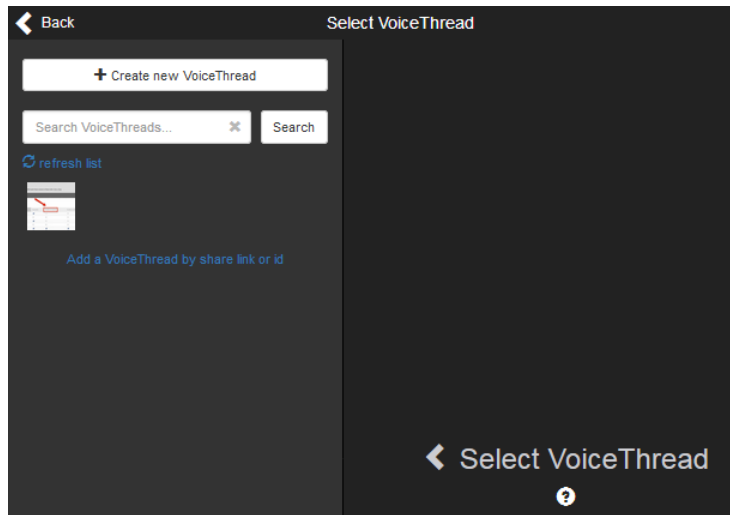 Back
Select VoiceThread
Create new VoiceThread
Search VoiceThreads...
Search
refresh list
Add a VoiceThread by share link or id
Select VoiceThread
?